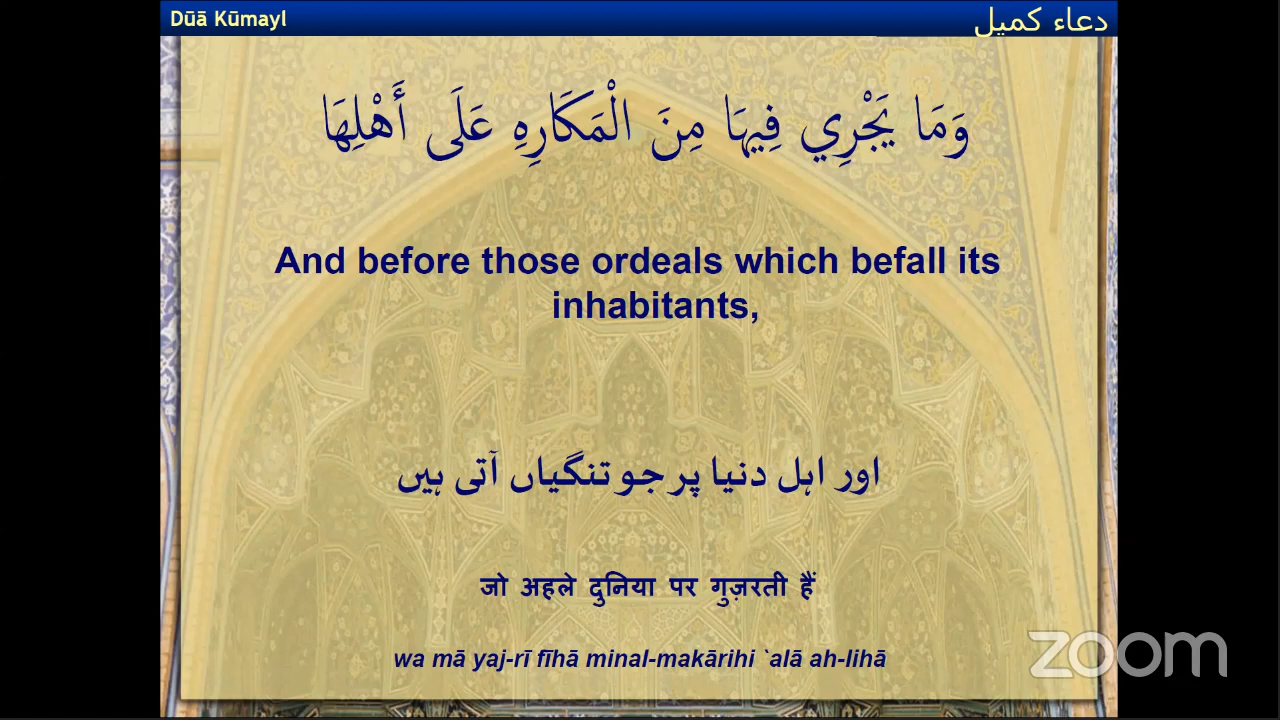 Dūā Kūmayl
دعاء كميل
وَمَا يَجْرِي فِيهَا مِنَ الْمَكَارِهِ عَلَى أَهْلِهَا
And before those ordeals which befall its
inhabitants,
اور اہل دنیا پر جو تنگیاں آتی ہیں
जो अहले दुनिया पर गुज़रती हैं
wa mā yaj-rī fīhā minal-makārihi `alā ah-lihā
zoom